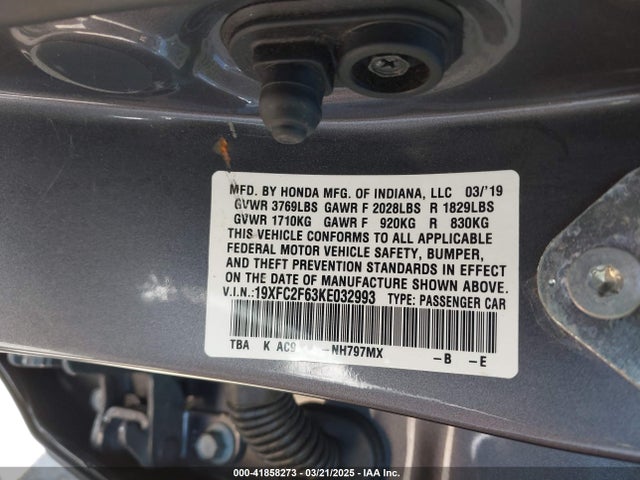 MFD. BY HONDA MFG. OF INDIANA, LLC 03/'19
GVWR 3769LBS GAWR F 2028LBS R 1829LBS
GVWR 1710KG GAWR F 920KG R 830KG
THIS VEHICLE CONFORMS TO ALL APPLICABLE
FEDERAL MOTOR VEHICLE SAFETY, BUMPER,
AND THEFT PREVENTION STANDARDS IN EFFECT
ON THE DATE OF MANUFACTURE SHOWN ABOVE.
V.I.N.:19XFC2F63KE032993 TYPE: PASSENGER CAR
TBA K -NH797MX -B -E
000-41858273 - 03/21/2025 - IAA Inc.